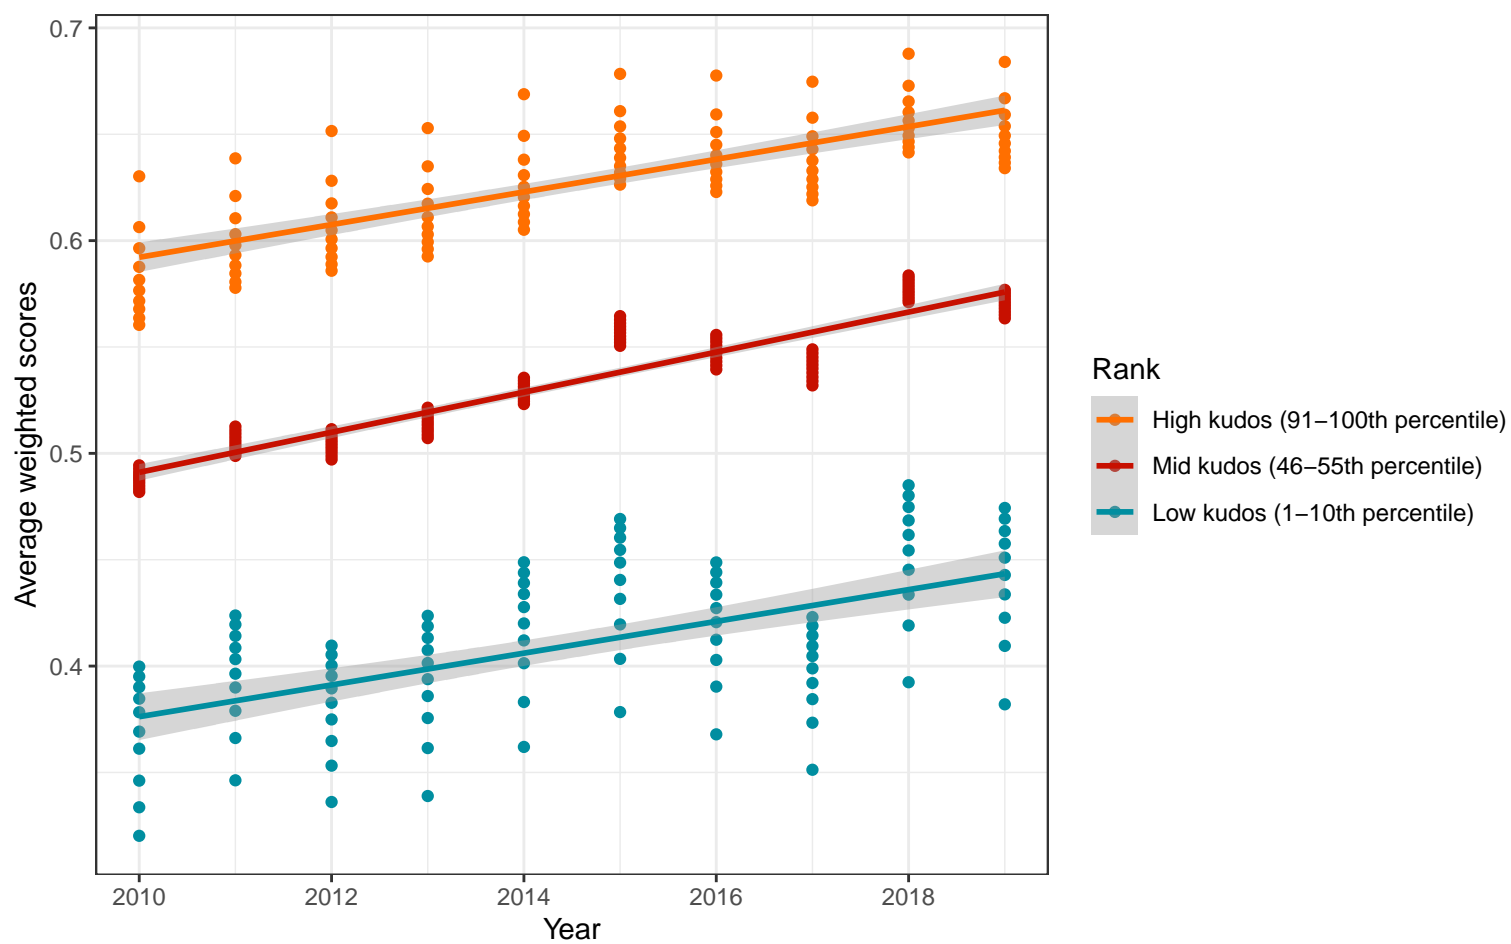 0.7
0.6
0.5
0.4
Average weighted scores
2010
2012
2014
2016
2018
Year
Rank
High kudos (91–100th percentile)
Mid kudos (46–55th percentile)
Low kudos (1–10th percentile)